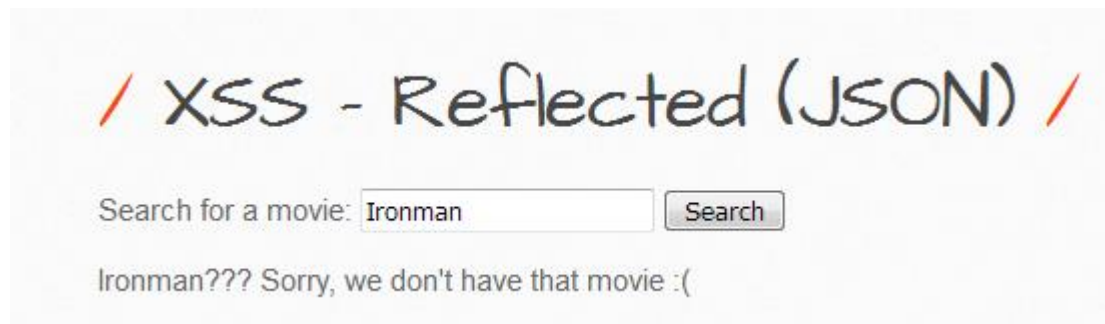 / XSS - Reflected (JSON) /
Search for a movie: Ironman Search
Ironman??? Sorry, we don't have that movie :(